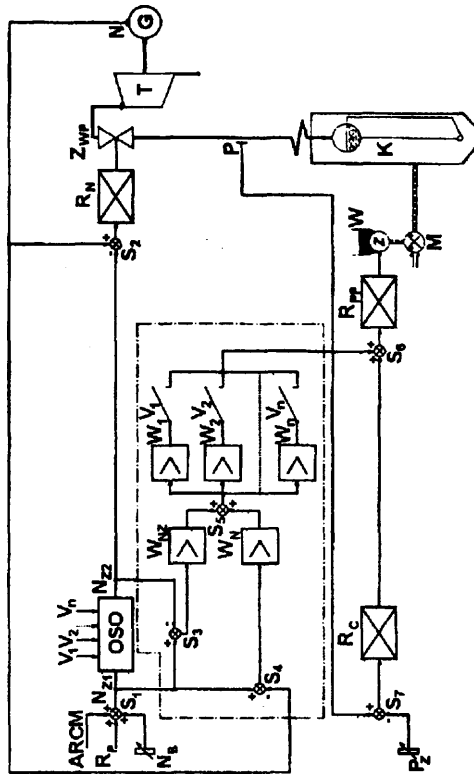 N
G
T
Z_WP
R_N
S_2
P
K
W
Z
M
R_PP
S_6
V_1
W_1
V_2
W_2
V_n
W_n
S_5
W_NZ
W_N
V_1 V_2 V_n
OSO
N_Z2
N_Z1
S_3
S_4
S_1
ARCM
R_P
N_B
R_C
S_7
P_Z